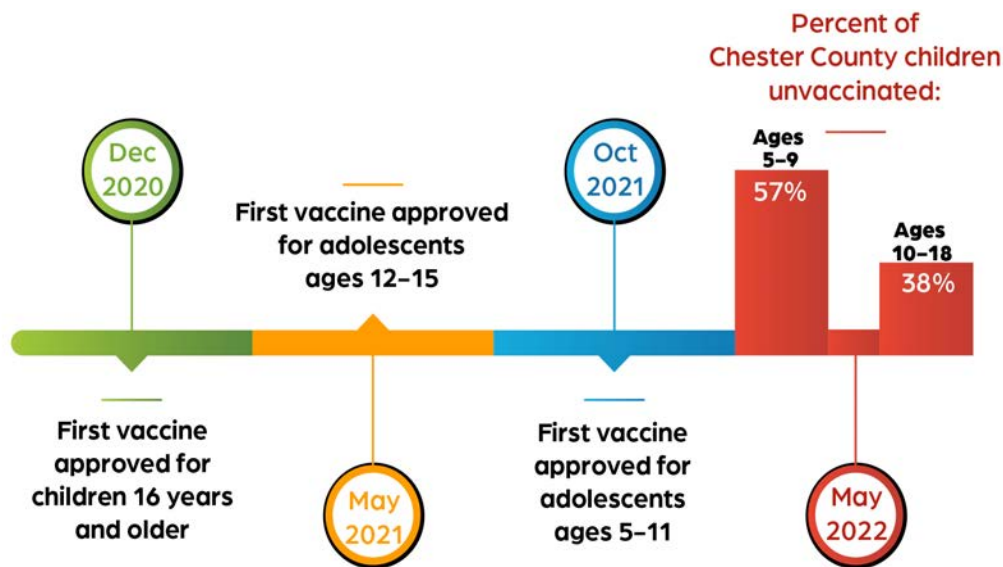 Dec
2020
First vaccine
approved for
children 16 years
and older
First vaccine approved
for adolescents
ages 12–15
May
2021
Oct
2021
First vaccine
approved for
adolescents
ages 5–11
Percent of
Chester County children
unvaccinated:
Ages
5–9
57%
Ages
10–18
38%
May
2022